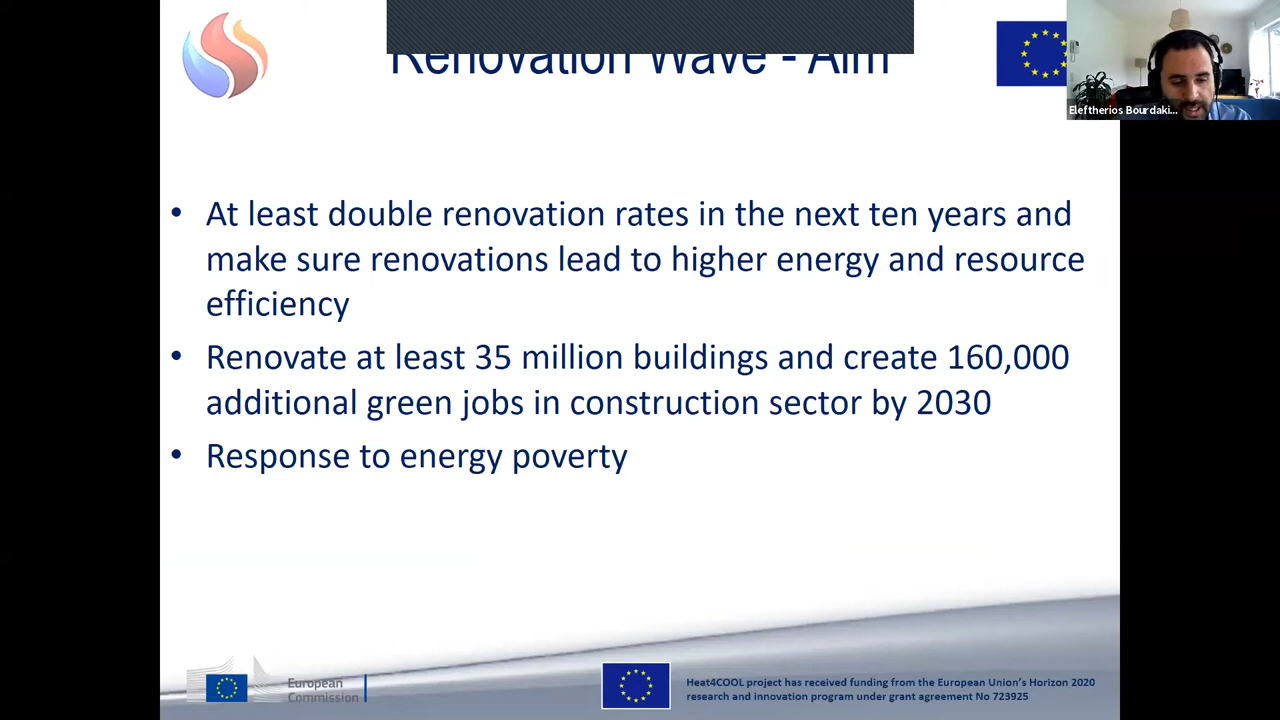 Renovation Wave - Aim
Eleftherios Bourdaki...
• At least double renovation rates in the next ten years and
make sure renovations lead to higher energy and resource
efficiency
• Renovate at least 35 million buildings and create 160,000
additional green jobs in construction sector by 2030
• Response to energy poverty
European
Commission
Heat4COOL project has received funding from the European Union's Horizon 2020
research and innovation program under grant agreement No 723925